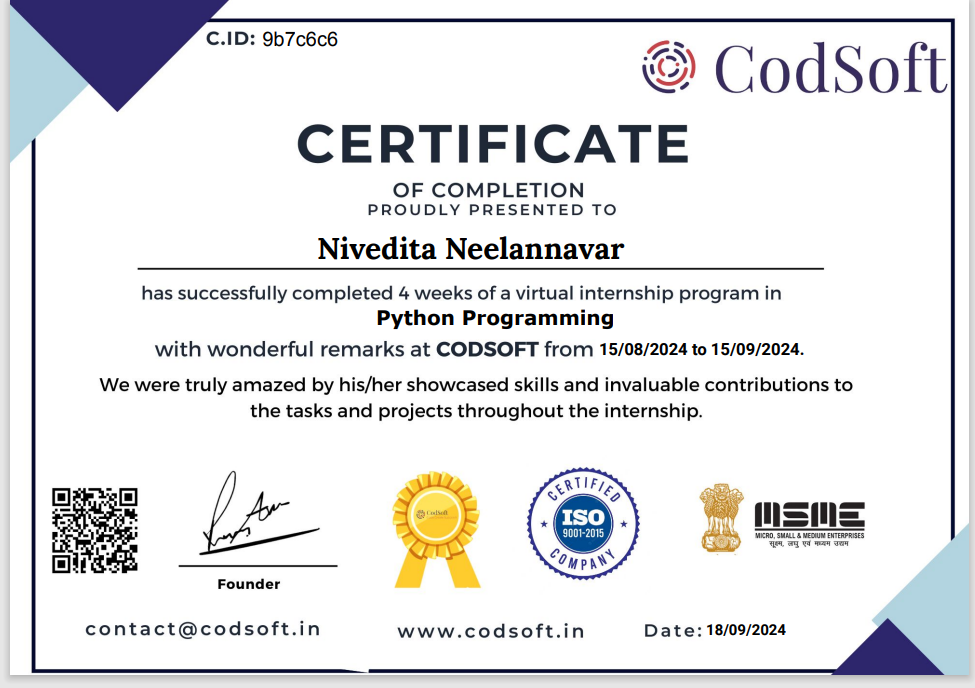 C.ID: 9b7c6c6
CodSoft
CERTIFICATE
OF COMPLETION
PROUDLY PRESENTED TO
Nivedita Neelannavar
has successfully completed 4 weeks of a virtual internship program in
Python Programming
with wonderful remarks at CODSOFT from 15/08/2024 to 15/09/2024.
We were truly amazed by his/her showcased skills and invaluable contributions to
the tasks and projects throughout the internship.
Founder
CodSoft
CERTIFIED
ISO
9001-2015
COMPANY
MSME
MICRO, SMALL & MEDIUM ENTERPRISES
सूक्ष्म, लघु एवं मध्यम उद्यम
contact@codsoft.in
www.codsoft.in
Date: 18/09/2024